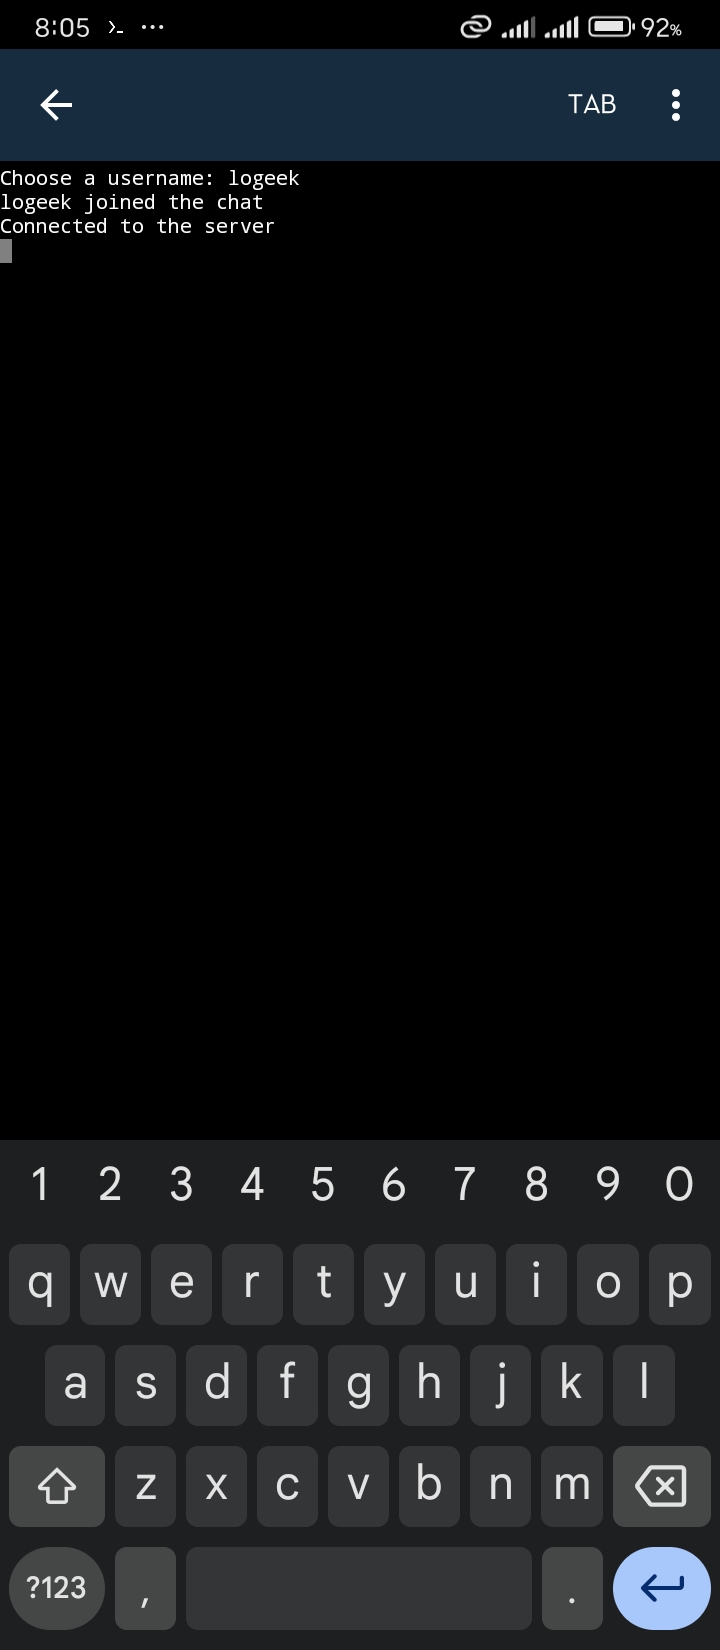 8:05 92%
TAB
Choose a username: logeek
logeek joined the chat
Connected to the server
1 2 3 4 5 6 7 8 9 0
q w e r t y u i o p
a s d f g h j k l
z x c v b n m
?123 , .